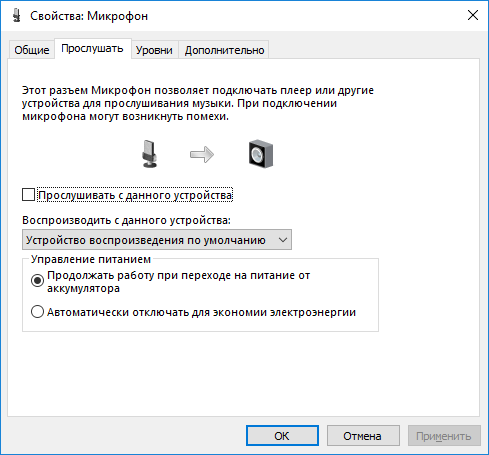 Свойства: Микрофон
Общие Прослушать Уровни Дополнительно
Этот разъем Микрофон позволяет подключать плеер или другие
устройства для прослушивания музыки. При подключении
микрофона могут возникнуть помехи.
Прослушивать с данного устройства
Воспроизводить с данного устройства:
Устройство воспроизведения по умолчанию
Управление питанием
Продолжать работу при переходе на питание от
аккумулятора
Автоматически отключать для экономии электроэнергии
ОК Отмена Применить